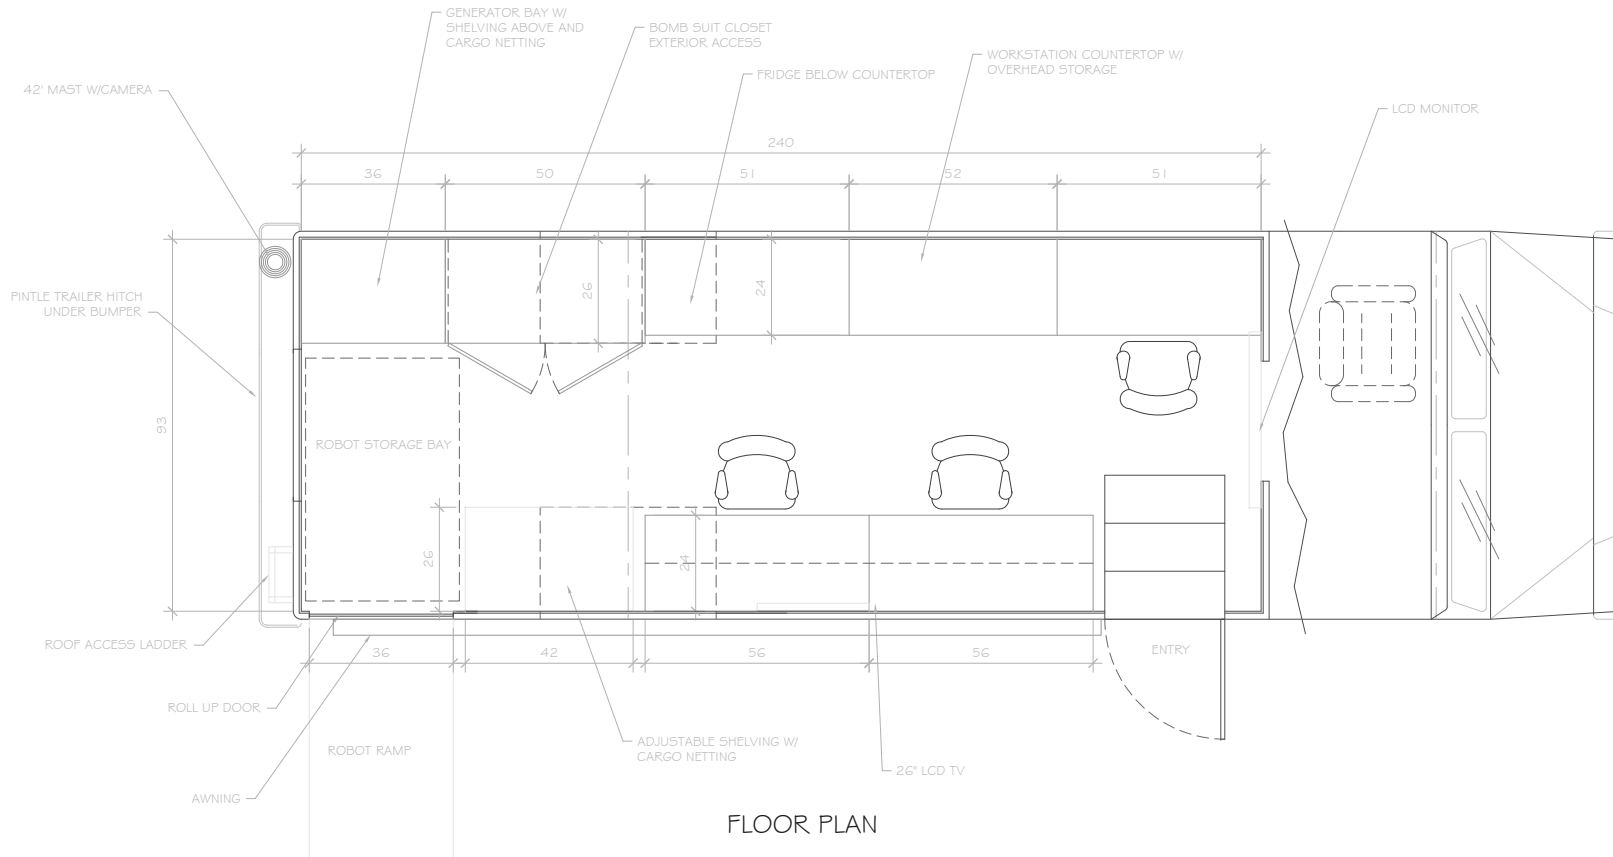 GENERATOR BAY W/
SHELVING ABOVE AND
CARGO NETTING
BOMB SUIT CLOSET
EXTERIOR ACCESS
WORKSTATION COUNTERTOP W/
OVERHEAD STORAGE
FRIDGE BELOW COUNTERTOP
42' MAST W/CAMERA
LCD MONITOR
240
36
50
51
52
51
26
24
PINTLE TRAILER HITCH
UNDER BUMPER
93
ROBOT STORAGE BAY
26
24
ROOF ACCESS LADDER
36
42
56
56
ENTRY
ROLL UP DOOR
ROBOT RAMP
ADJUSTABLE SHELVING W/
CARGO NETTING
26" LCD TV
AWNING
FLOOR PLAN